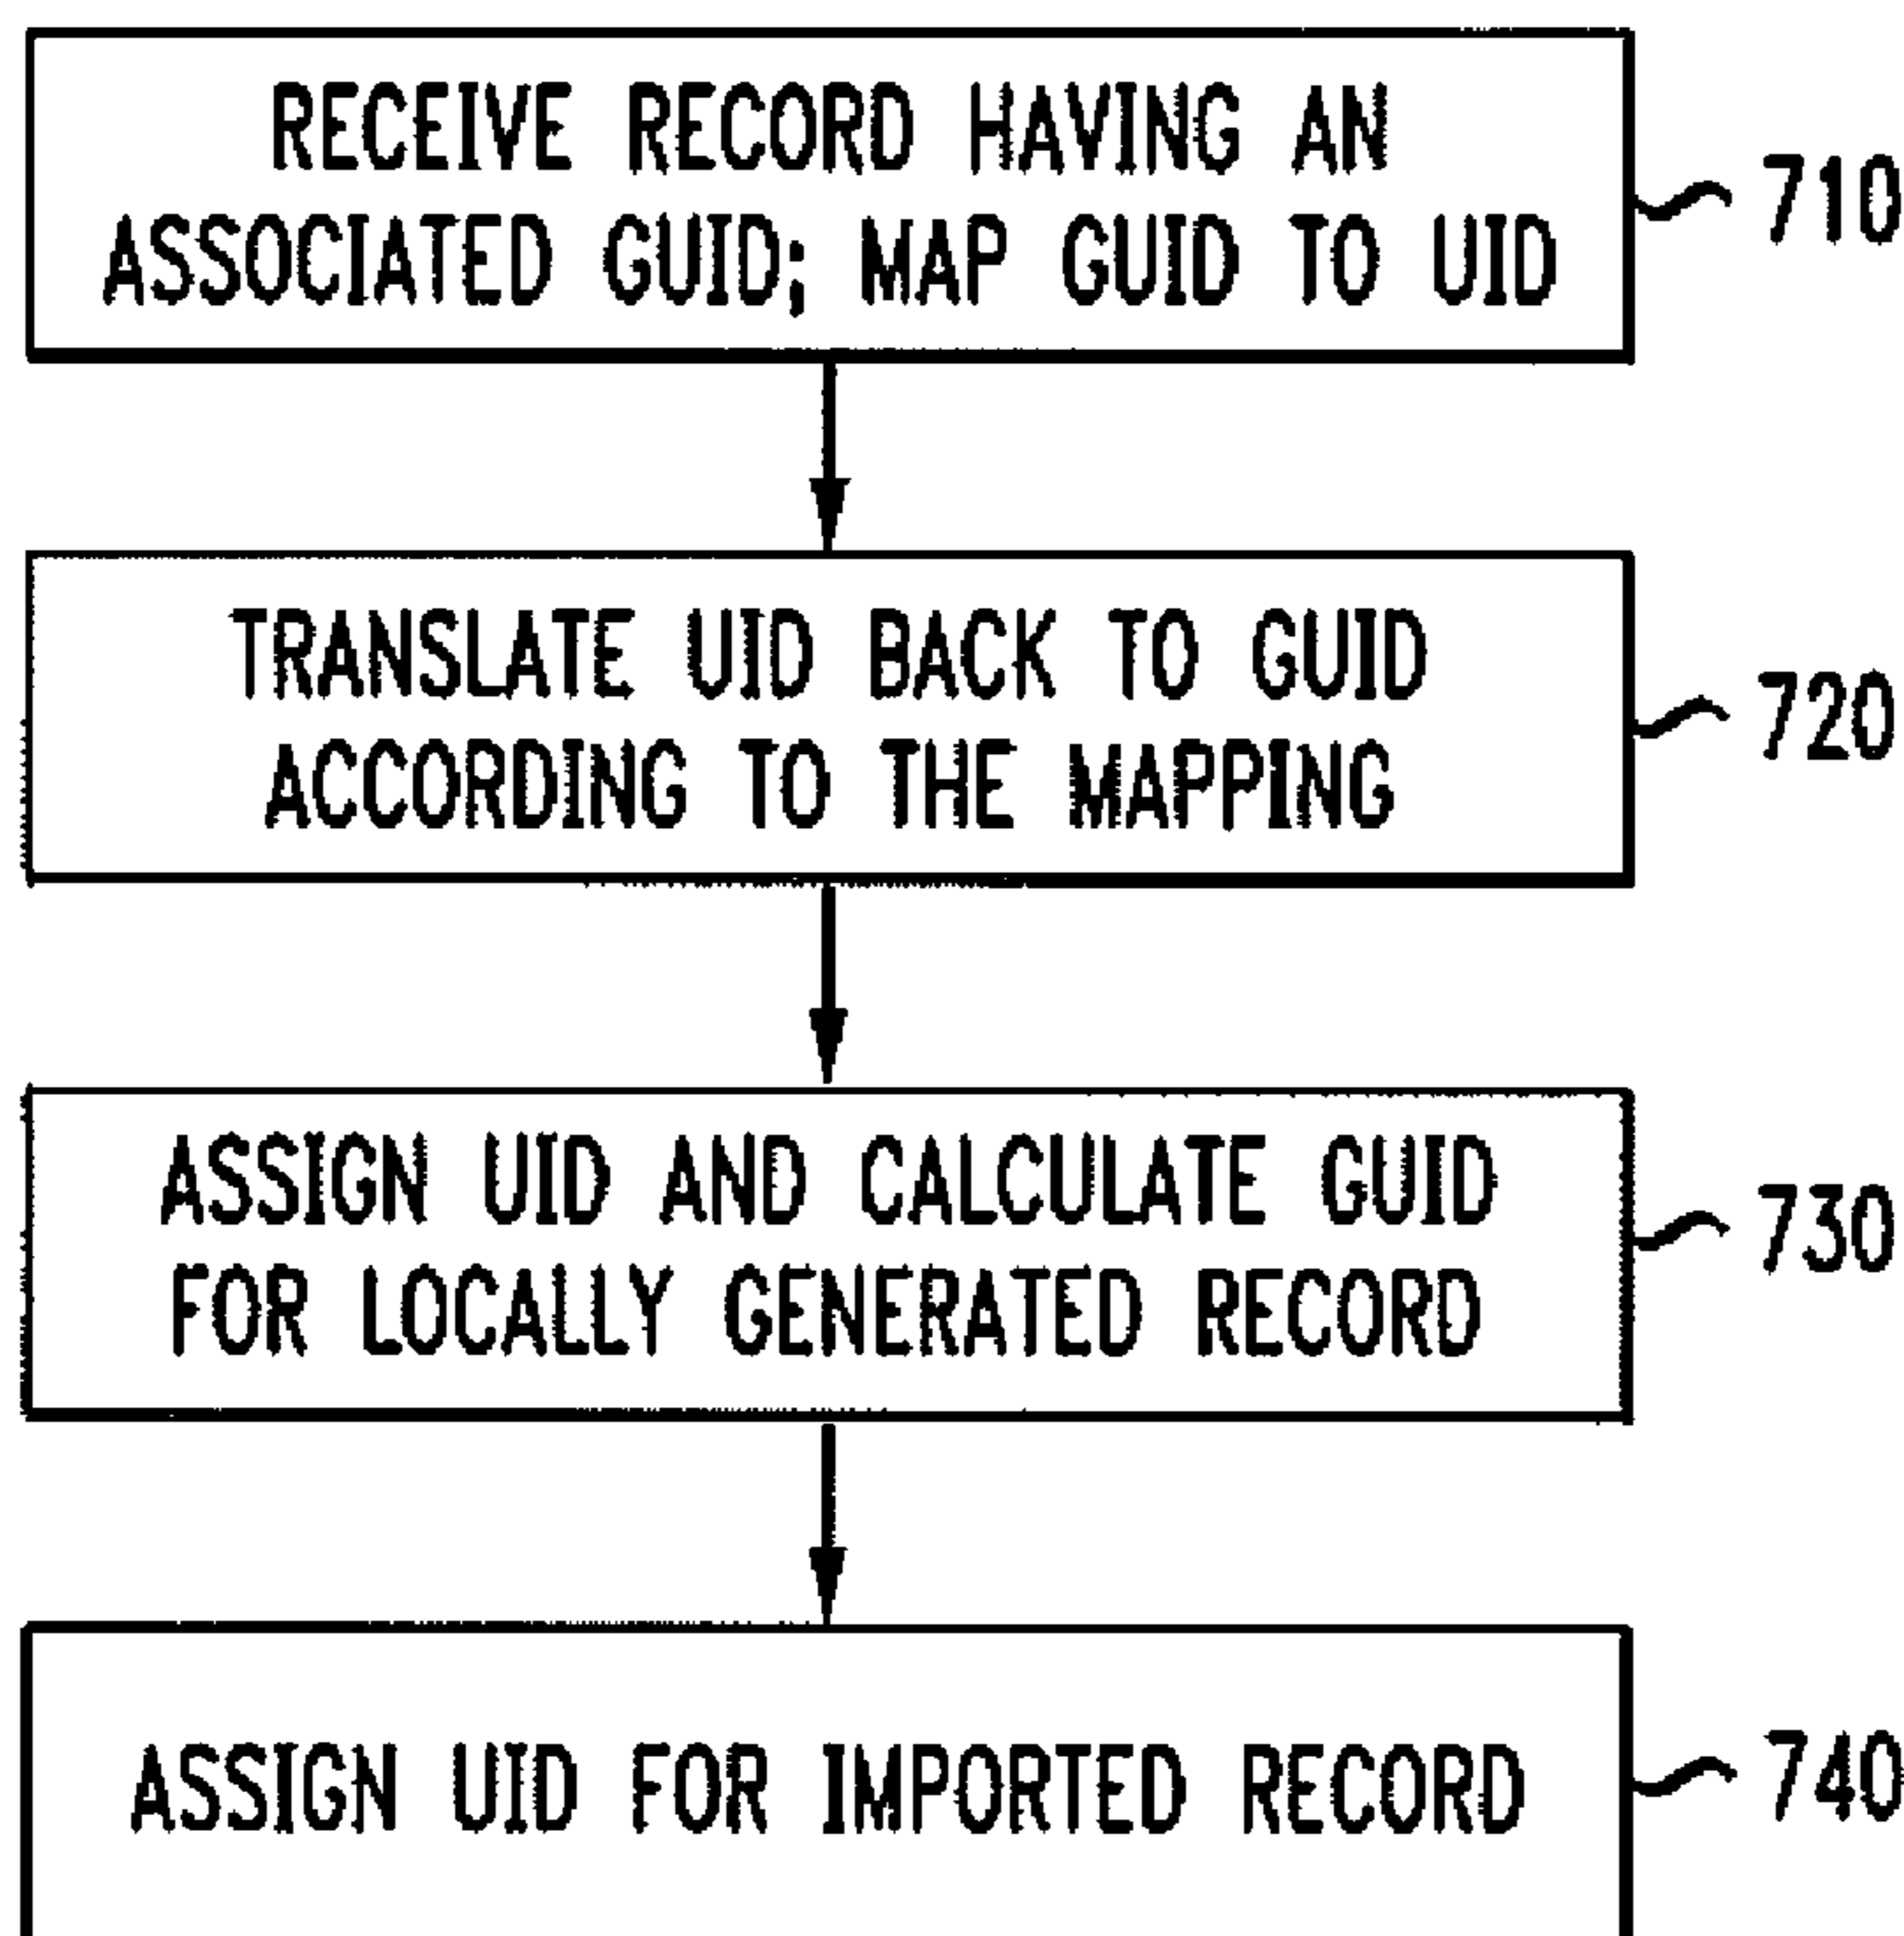 RECEIVE RECORD HAVING AN
ASSOCIATED GUID; MAP GUID TO UID
710
TRANSLATE UID BACK TO GUID
ACCORDING TO THE MAPPING
720
ASSIGN UID AND CALCULATE GUID
FOR LOCALLY GENERATED RECORD
730
ASSIGN UID FOR IMPORTED RECORD
740